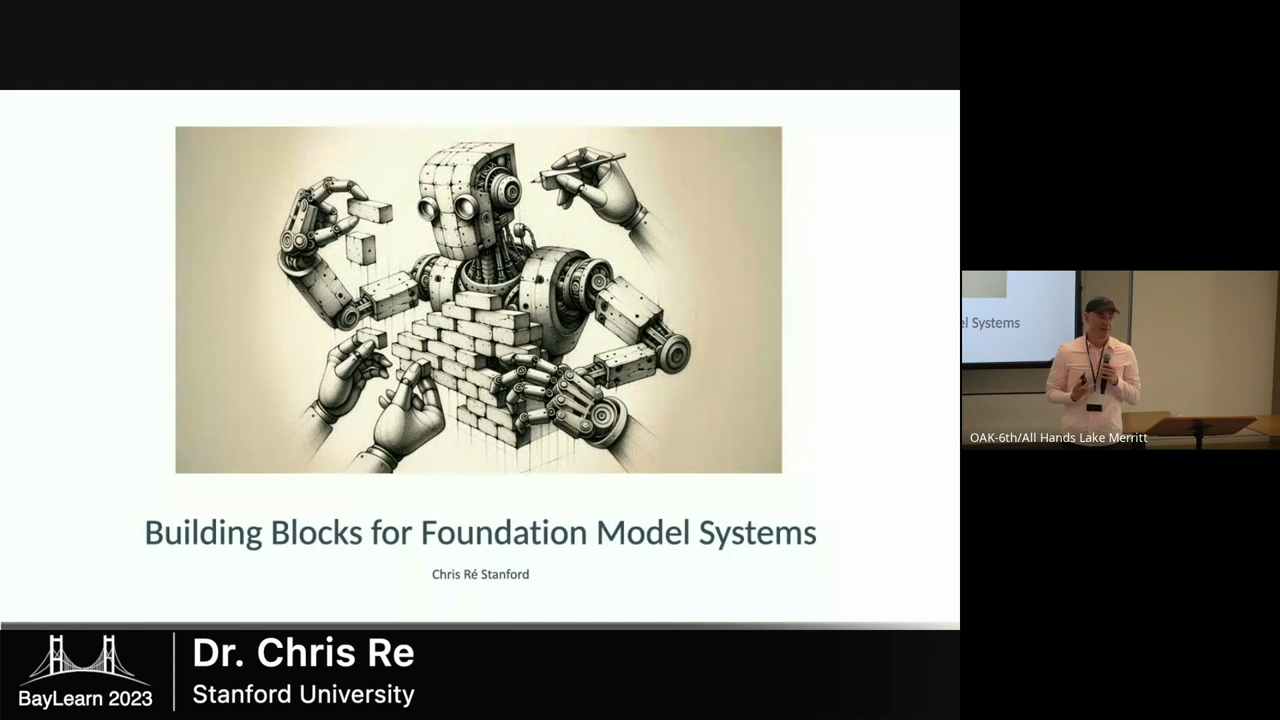 Building Blocks for Foundation Model Systems
Chris Ré Stanford
el Systems
OAK-6th/All Hands Lake Merritt
BayLearn 2023
Dr. Chris Re
Stanford University